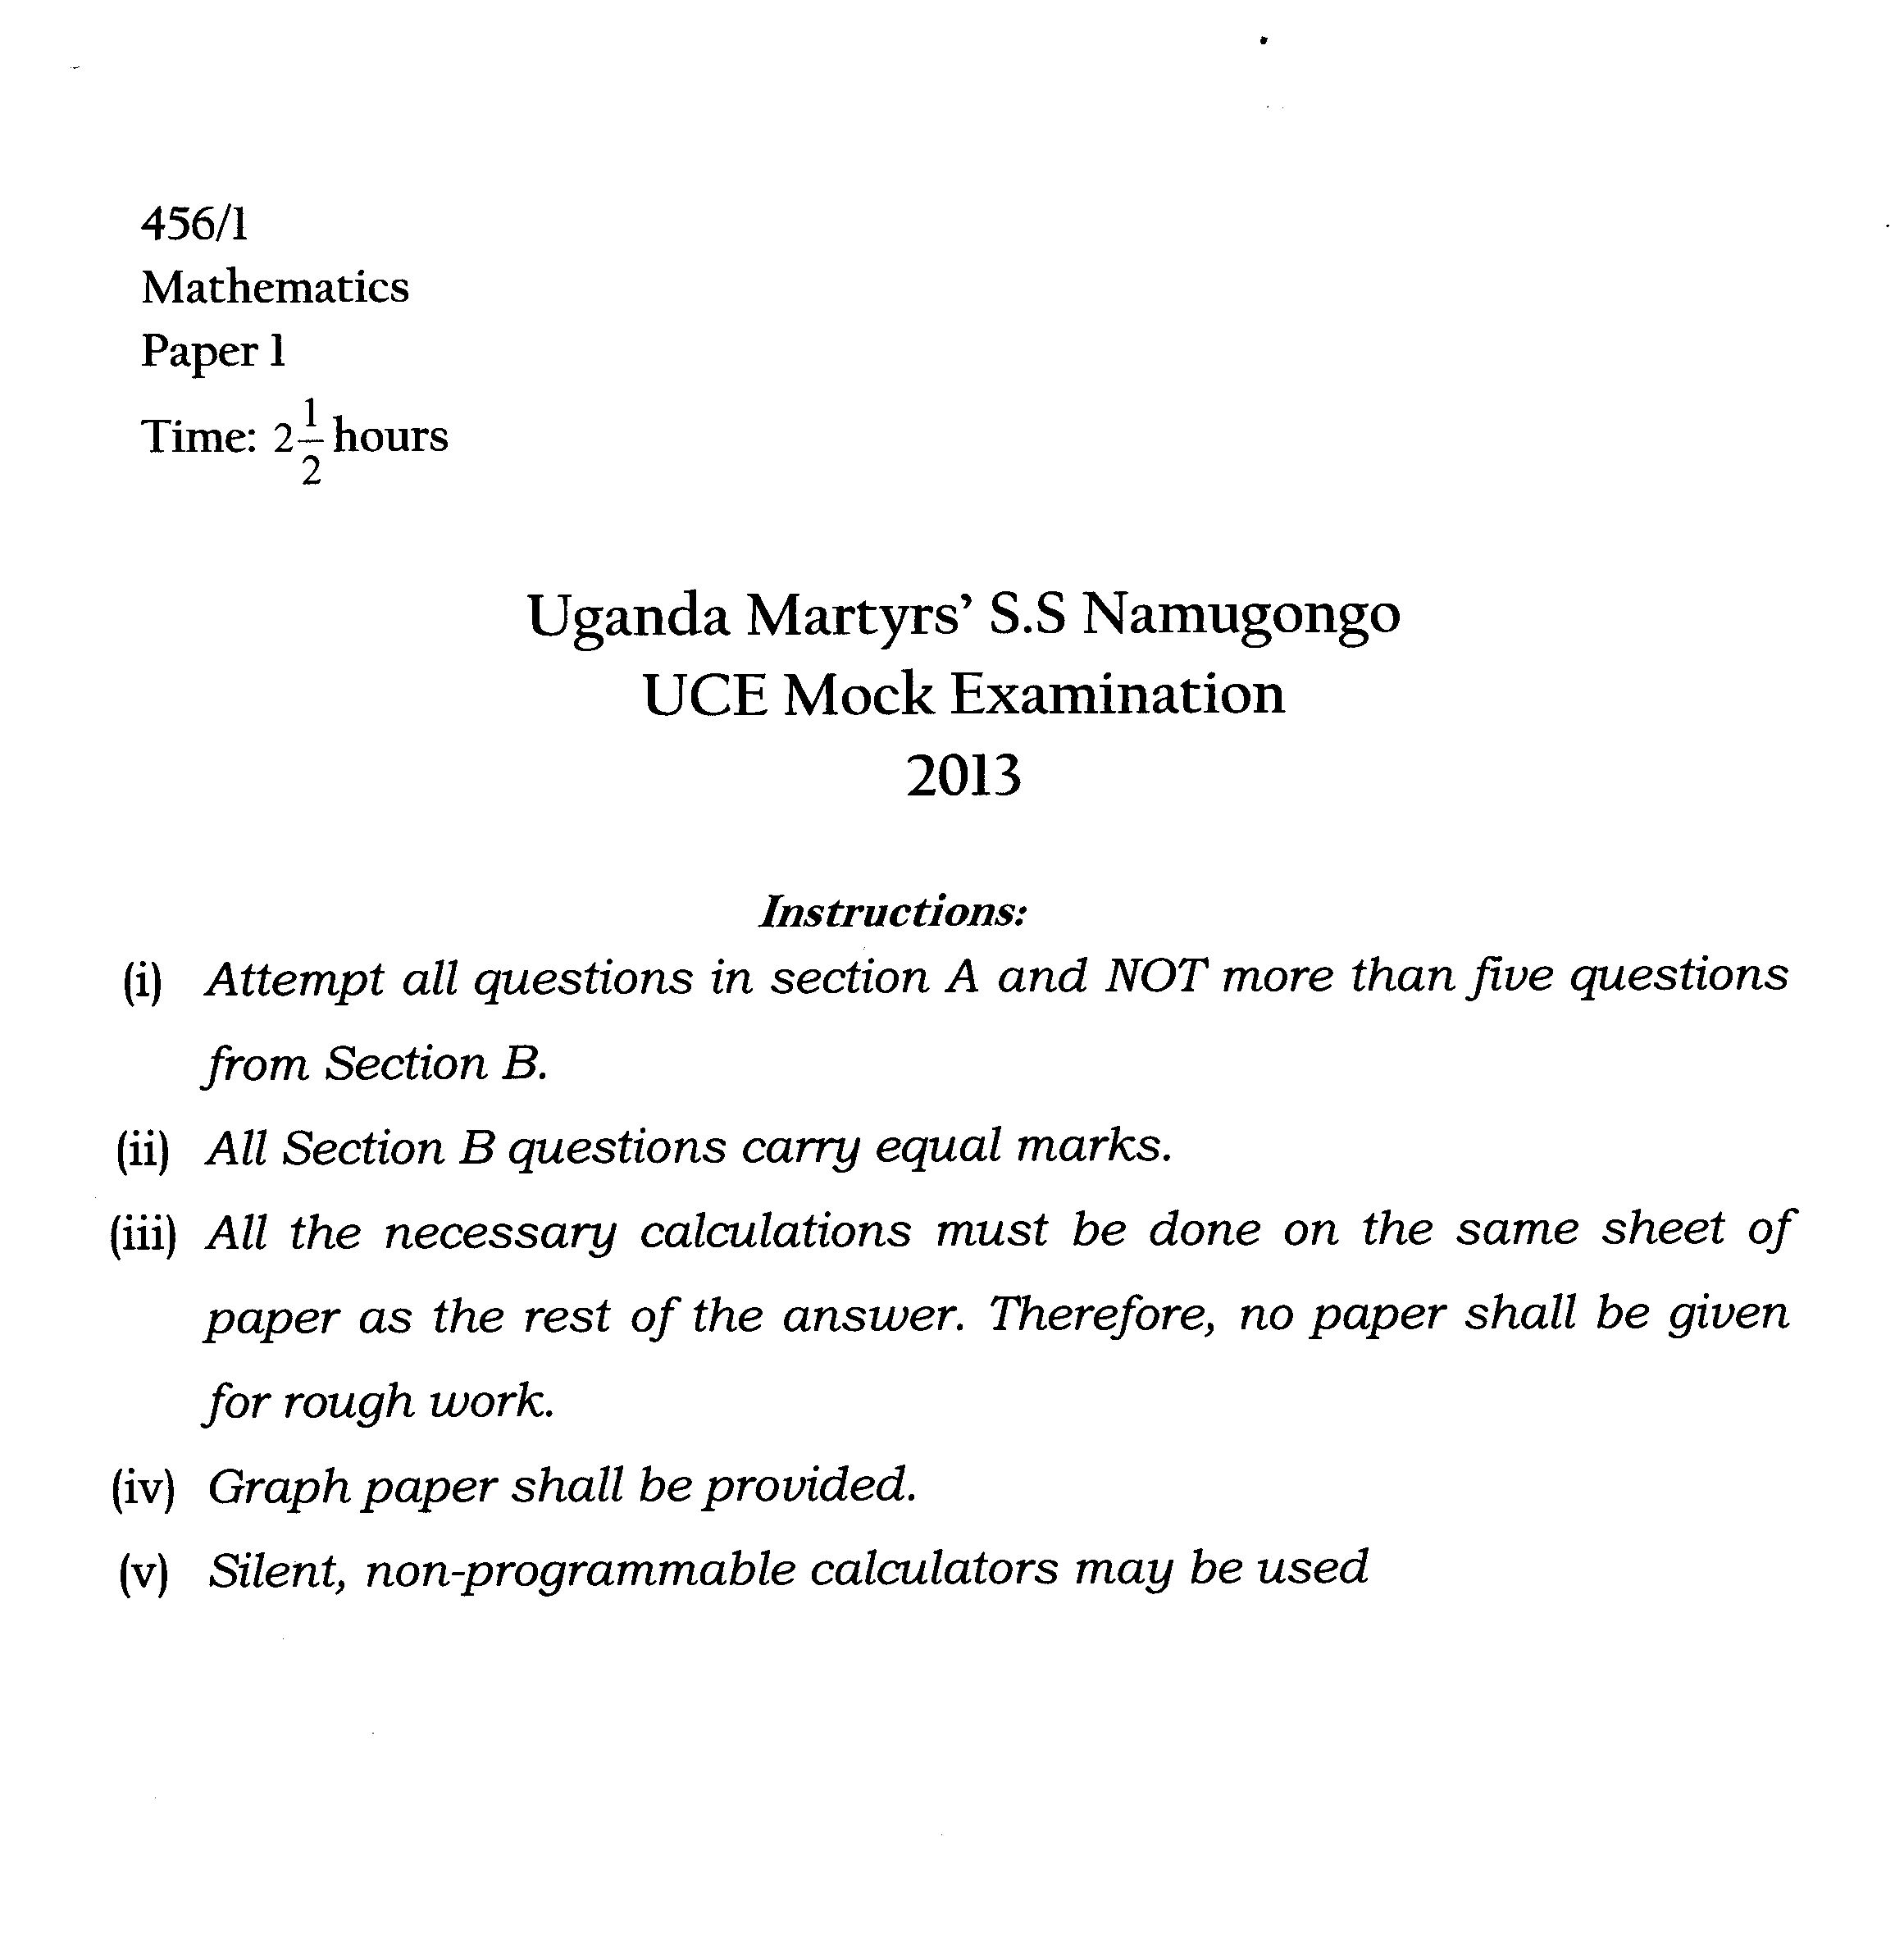 456/1
Mathematics
Paper 1
Time: 2 1/2 hours
Uganda Martyrs’ S.S Namugongo
UCE Mock Examination
2013
Instructions:
(i) Attempt all questions in section A and NOT more than five questions
from Section B.
(ii) All Section B questions carry equal marks.
(iii) All the necessary calculations must be done on the same sheet of
paper as the rest of the answer. Therefore, no paper shall be given
for rough work.
(iv) Graph paper shall be provided.
(v) Silent, non-programmable calculators may be used